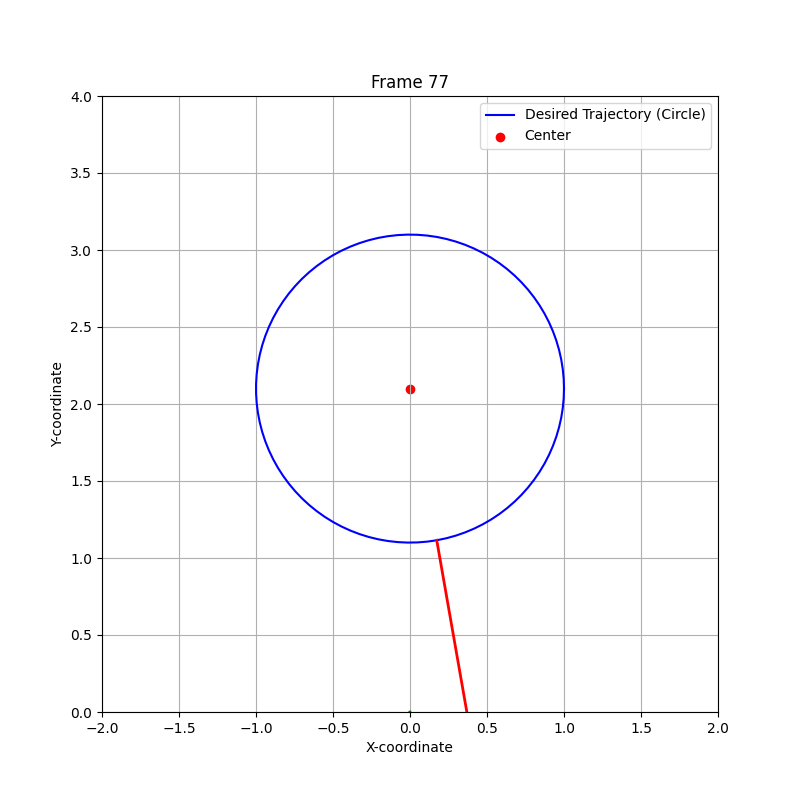 Frame 77
Desired Trajectory (Circle)
Center
4.0
3.5
3.0
2.5
2.0
1.5
1.0
0.5
0.0
Y-coordinate
−2.0 −1.5 −1.0 −0.5 0.0 0.5 1.0 1.5 2.0
X-coordinate